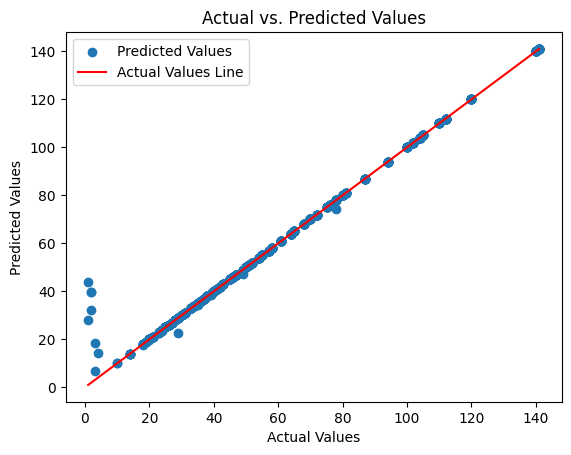 Actual vs. Predicted Values
Predicted Values
Actual Values Line
140
120
100
80
60
40
20
0
Predicted Values
0 20 40 60 80 100 120 140
Actual Values